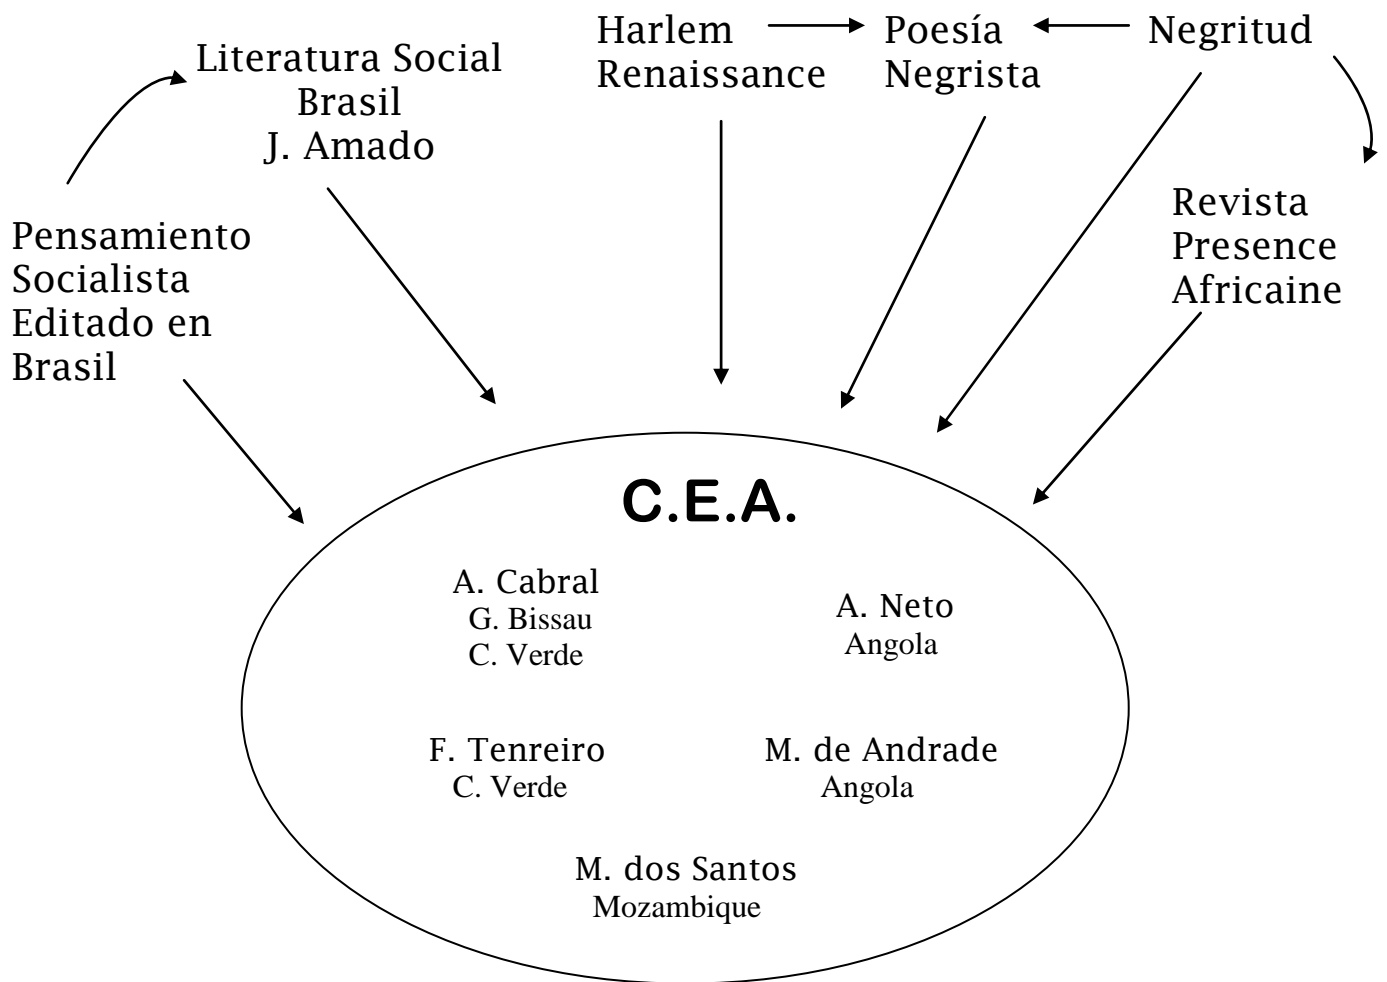 Literatura Social
Brasil
J. Amado
Harlem
Renaissance
Poesía
Negrista
Negritud
Pensamiento
Socialista
Editado en
Brasil
Revista
Presence
Africaine
C.E.A.
A. Cabral
G. Bissau
C. Verde
A. Neto
Angola
F. Tenreiro
C. Verde
M. de Andrade
Angola
M. dos Santos
Mozambique